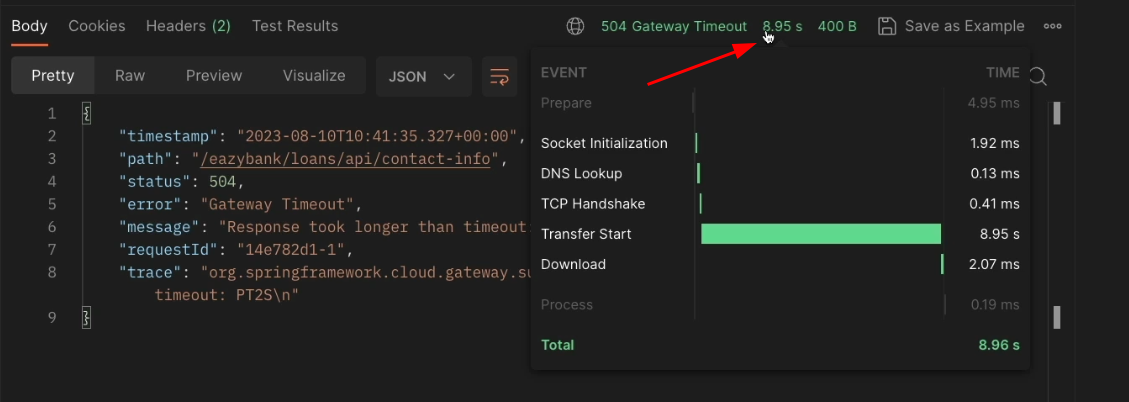 Body Cookies Headers (2) Test Results 504 Gateway Timeout 8.95 s 400 B Save as Example
Pretty Raw Preview Visualize JSON
EVENT TIME
Prepare 4.95 ms
Socket Initialization 1.92 ms
DNS Lookup 0.13 ms
TCP Handshake 0.41 ms
Transfer Start 8.95 s
Download 2.07 ms
Process 0.19 ms
Total 8.96 s
1 {
2 "timestamp": "2023-08-10T10:41:35.327+00:00",
3 "path": "/eazybank/loans/api/contact-info",
4 "status": 504,
5 "error": "Gateway Timeout",
6 "message": "Response took longer than timeout:
7 "requestId": "14e782d1-1",
8 "trace": "org.springframework.cloud.gateway.su
timeout: PT2S\n"
9 }